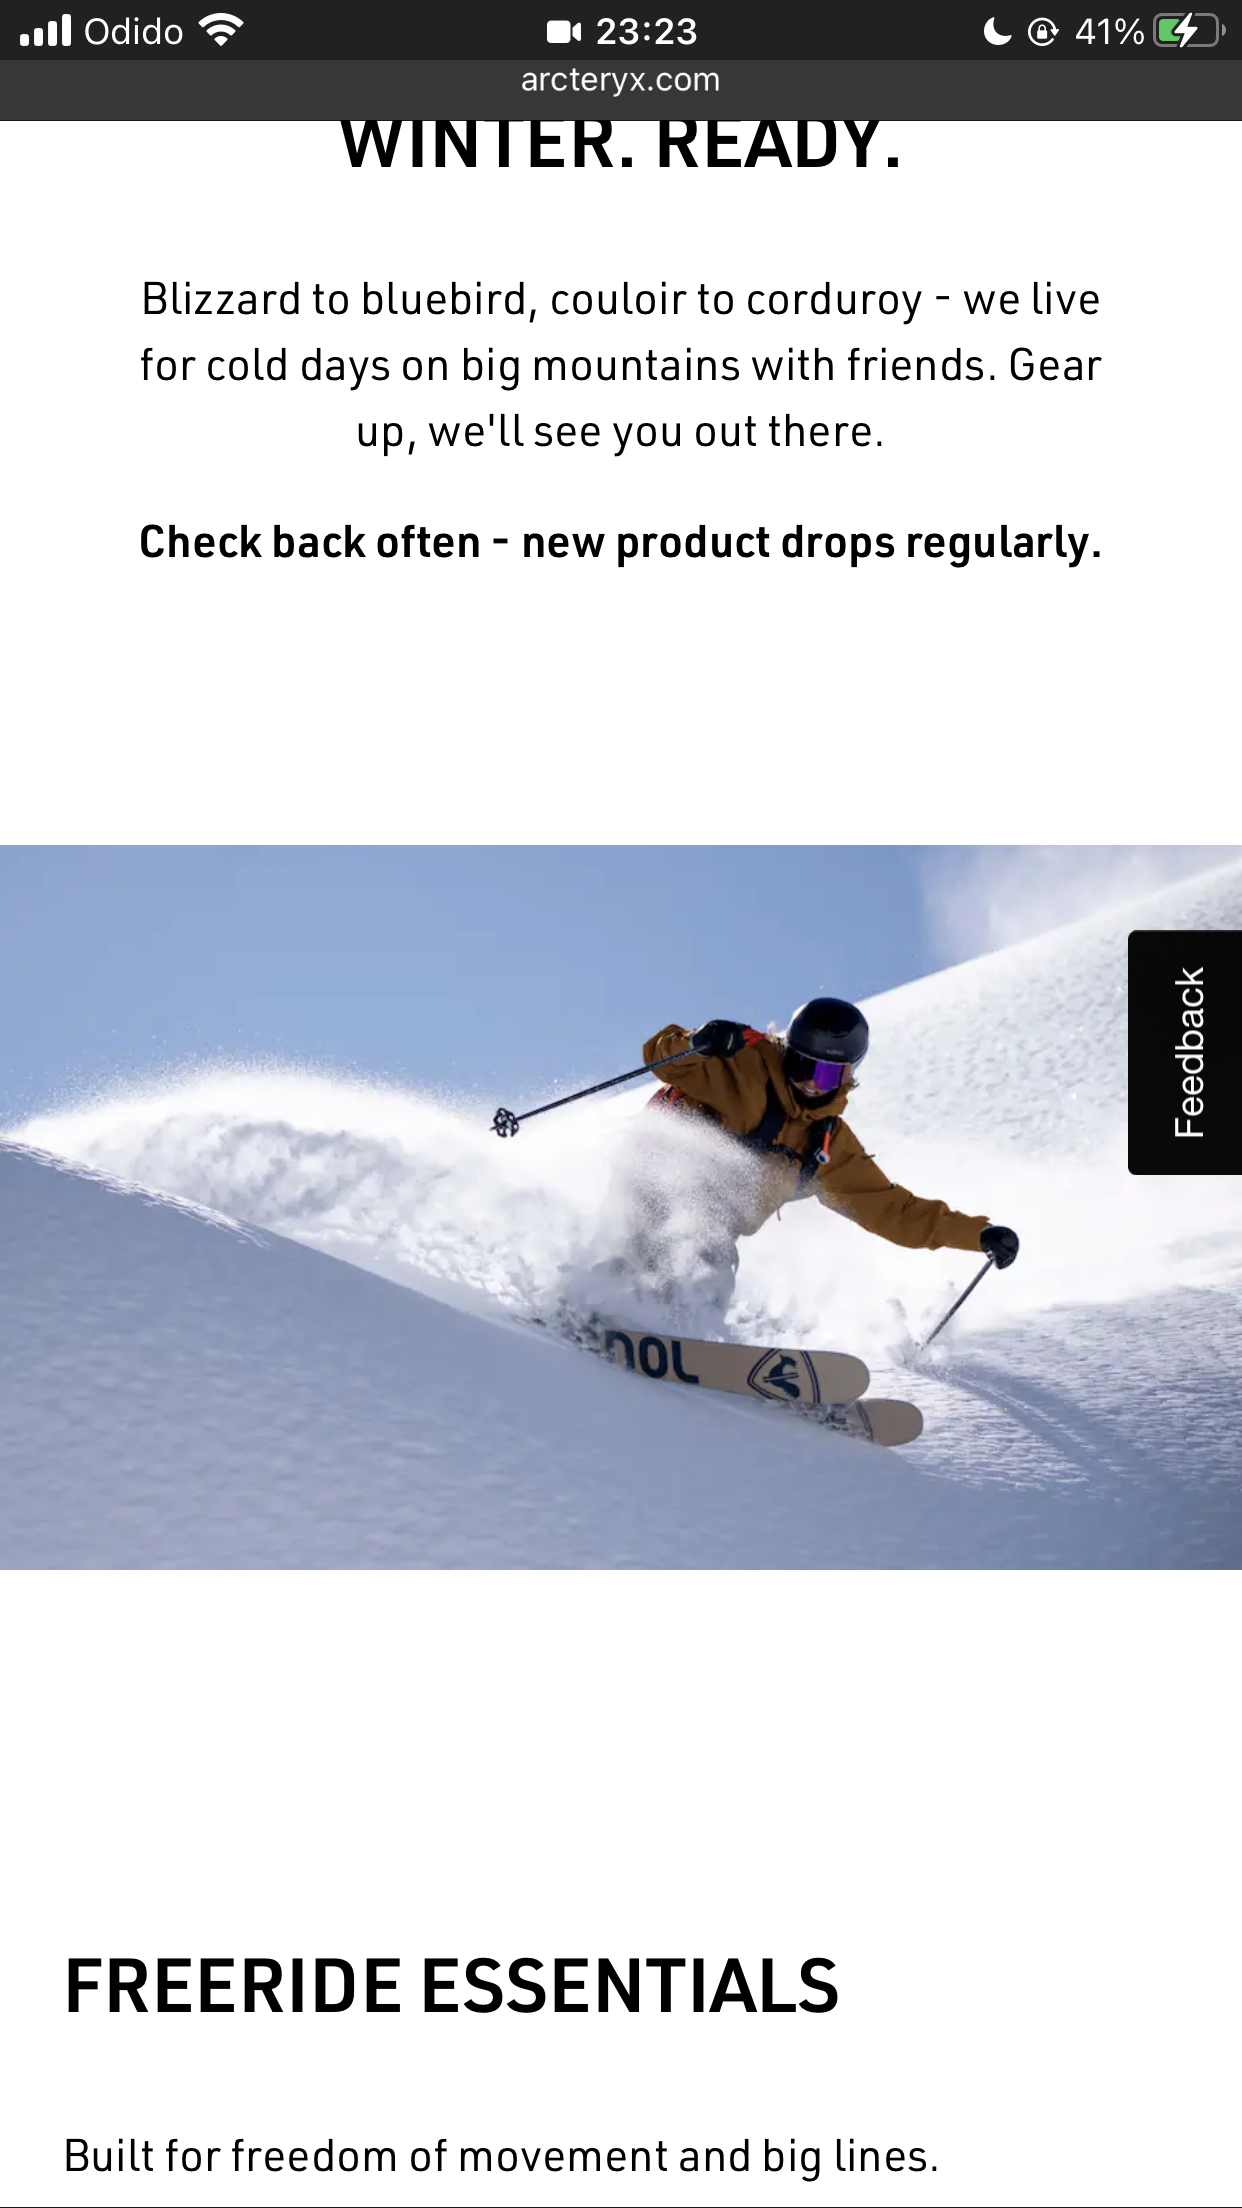 Odido
23:23
41%
arcteryx.com
WINTER. READY.
Blizzard to bluebird, couloir to corduroy - we live
for cold days on big mountains with friends. Gear
up, we'll see you out there.
Check back often - new product drops regularly.
Feedback
FREERIDE ESSENTIALS
Built for freedom of movement and big lines.